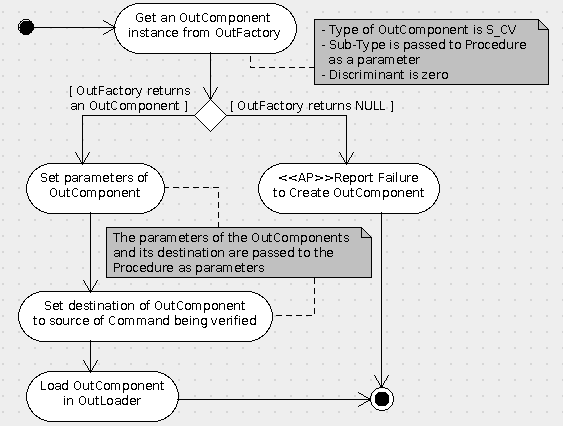 Get an OutComponent
instance from OutFactory
- Type of OutComponent is S_CV
- Sub-Type is passed to Procedure
as a parameter
- Discriminant is zero
[ OutFactory returns
an OutComponent ]
[ OutFactory returns NULL ]
Set parameters of
OutComponent
<<AP>>Report Failure
to Create OutComponent
The parameters of the OutComponents
and its destination are passed to the
Procedure as parameters
Set destination of OutComponent
to source of Command being verified
Load OutComponent
in OutLoader